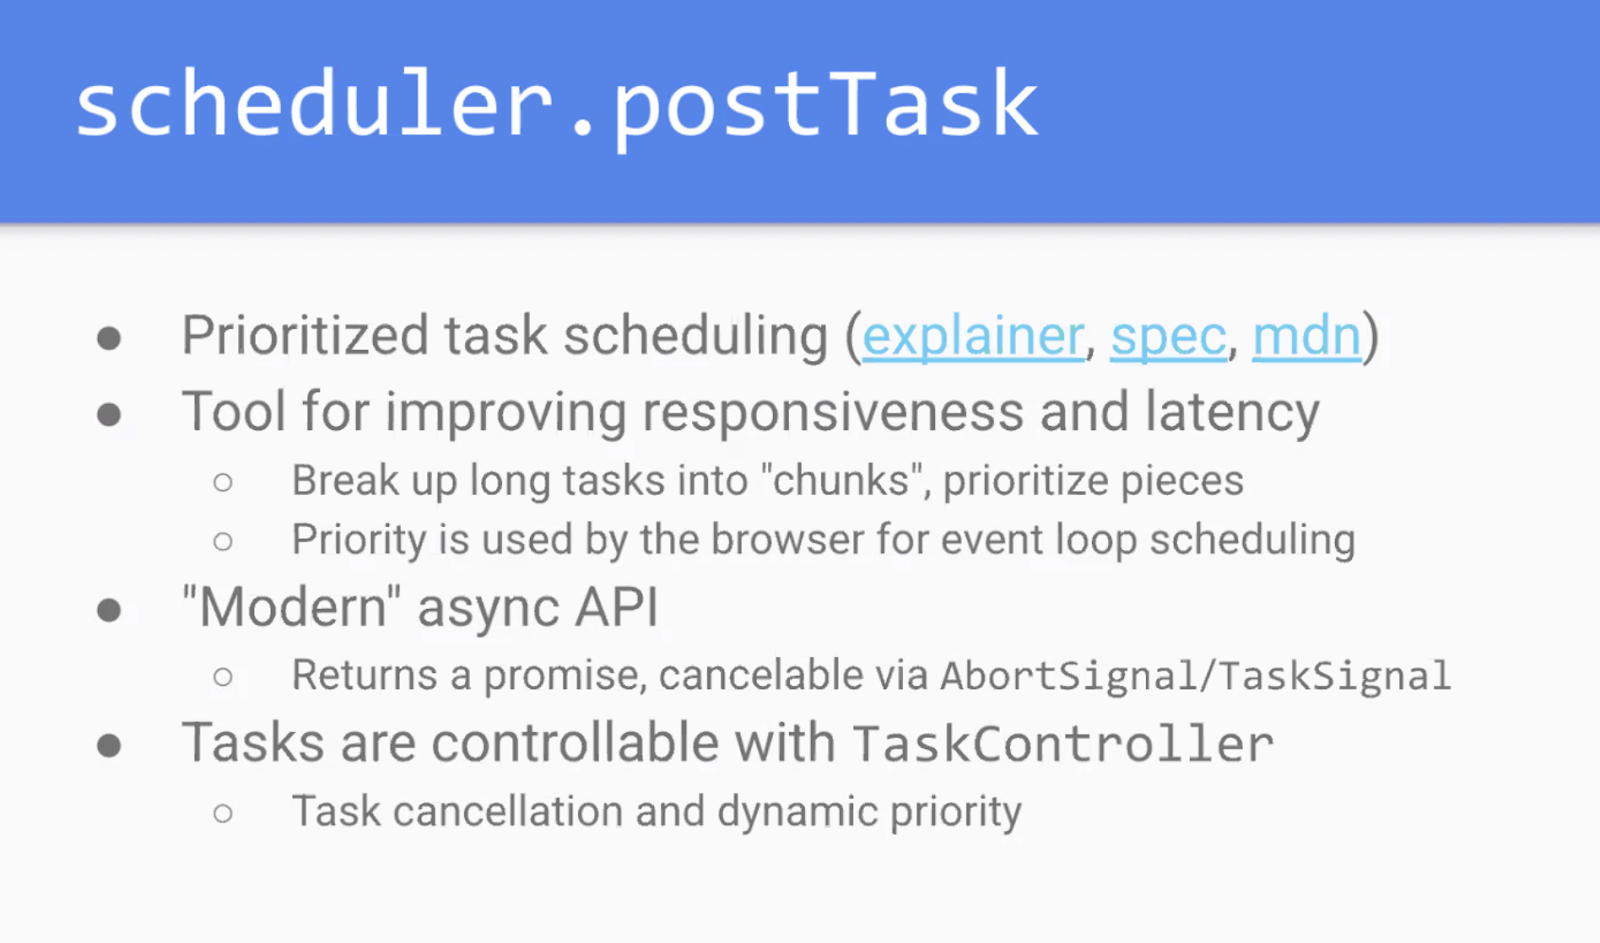 scheduler.postTask
● Prioritized task scheduling (explainer, spec, mdn)
● Tool for improving responsiveness and latency
○ Break up long tasks into "chunks", prioritize pieces
○ Priority is used by the browser for event loop scheduling
● "Modern" async API
○ Returns a promise, cancelable via AbortSignal/TaskSignal
● Tasks are controllable with TaskController
○ Task cancellation and dynamic priority